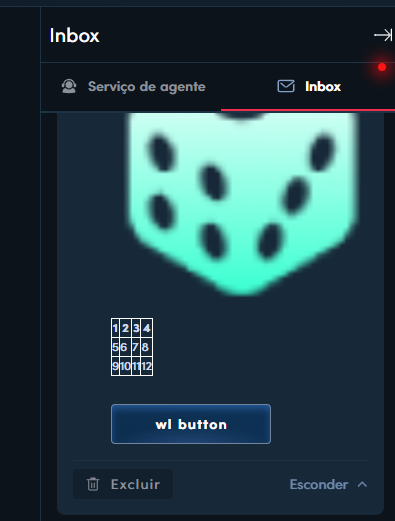 Inbox
Serviço de agente
Inbox
1 2 3 4
5 6 7 8
9 10 11 12
wl button
Excluir
Esconder